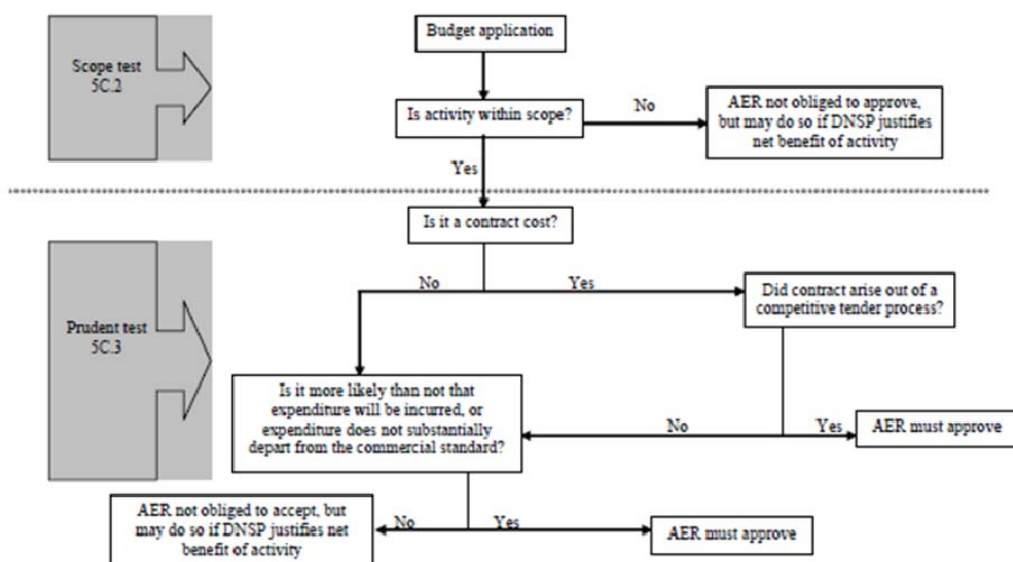 Budget application
Scope test
5C.2
Is activity within scope?
No
AER not obliged to approve,
but may do so if DNSP justifies
net benefit of activity
Yes
Is it a contract cost?
No
Yes
Did contract arise out of a
competitive tender process?
Prudent test
5C.3
Is it more likely than not that
expenditure will be incurred, or
expenditure does not substantially
depart from the commercial standard?
No
Yes
AER must approve
AER not obliged to accept, but
may do so if DNSP justifies net
benefit of activity
No
Yes
AER must approve